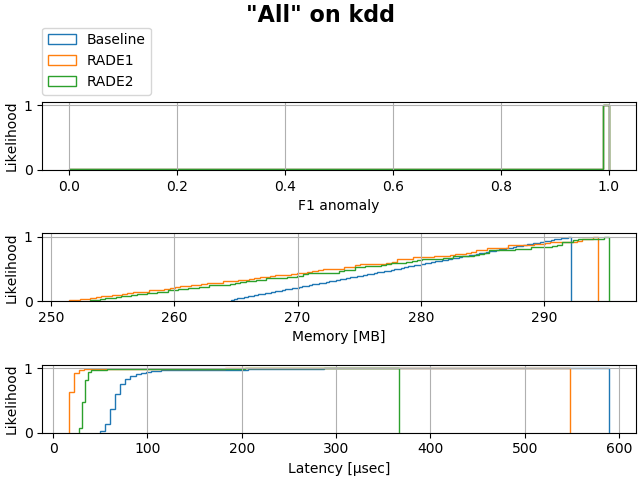 "All" on kdd
Baseline
RADE1
RADE2
Likelihood
1
0
0.0 0.2 0.4 0.6 0.8 1.0
F1 anomaly
Likelihood
1
0
250 260 270 280 290
Memory [MB]
Likelihood
1
0
0 100 200 300 400 500 600
Latency [μsec]